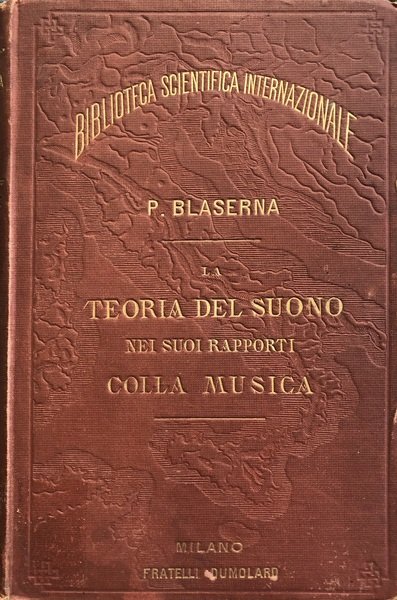 BIBLIOTECA SCIENTIFICA INTERNAZIONALE
P. BLASERNA
LA
TEORIA DEL SUONO
NEI SUOI RAPPORTI
COLLA MUSICA
MILANO
FRATELLI DUMOLARD